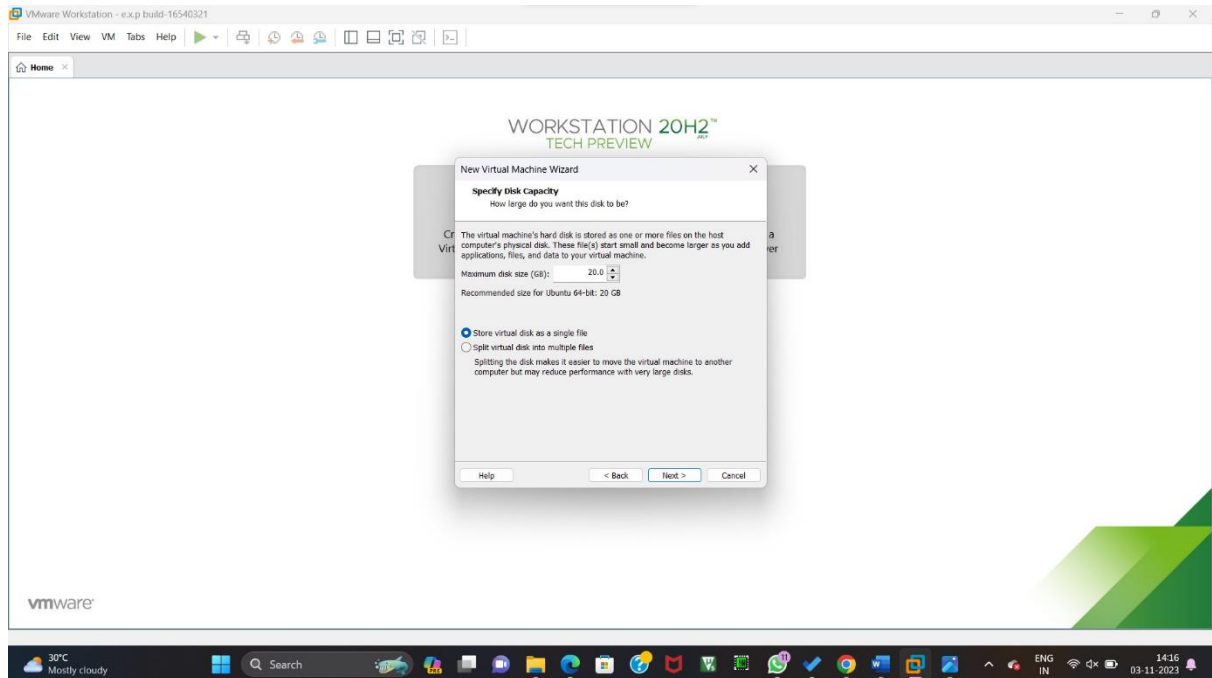 VMware Workstation - e.x.p build-16540321
File Edit View VM Tabs Help
Home
WORKSTATION 20H2™
TECH PREVIEW
New Virtual Machine Wizard
Specify Disk Capacity
How large do you want this disk to be?
Cr
Virt
a
er
The virtual machine's hard disk is stored as one or more files on the host
computer's physical disk. These file(s) start small and become larger as you add
applications, files, and data to your virtual machine.
Maximum disk size (GB): 20.0
Recommended size for Ubuntu 64-bit: 20 GB
Store virtual disk as a single file
Split virtual disk into multiple files
Splitting the disk makes it easier to move the virtual machine to another
computer but may reduce performance with very large disks.
Help < Back Next > Cancel
vmware
30°C
Mostly cloudy
Search
ENG
IN
14:16
03-11-2023